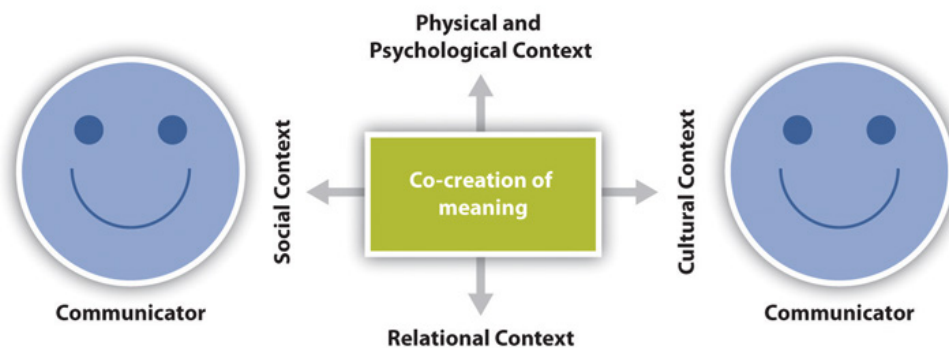 Physical and
Psychological Context
Social Context
Co-creation of
meaning
Cultural Context
Communicator
Relational Context
Communicator